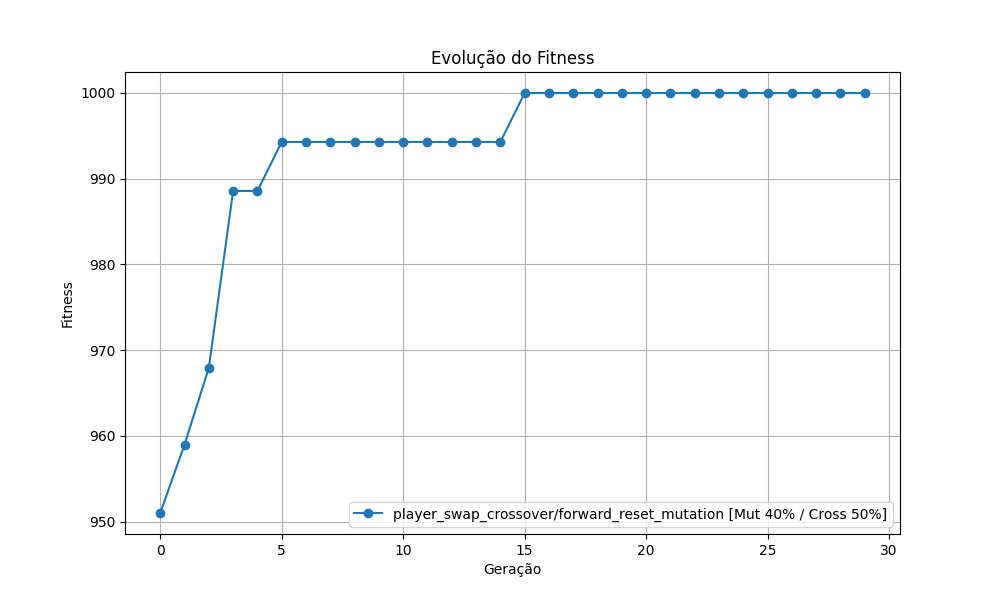 Evolução do Fitness
Fitness
1000
990
980
970
960
950
player_swap_crossover/forward_reset_mutation [Mut 40% / Cross 50%]
0 5 10 15 20 25 30
Geração